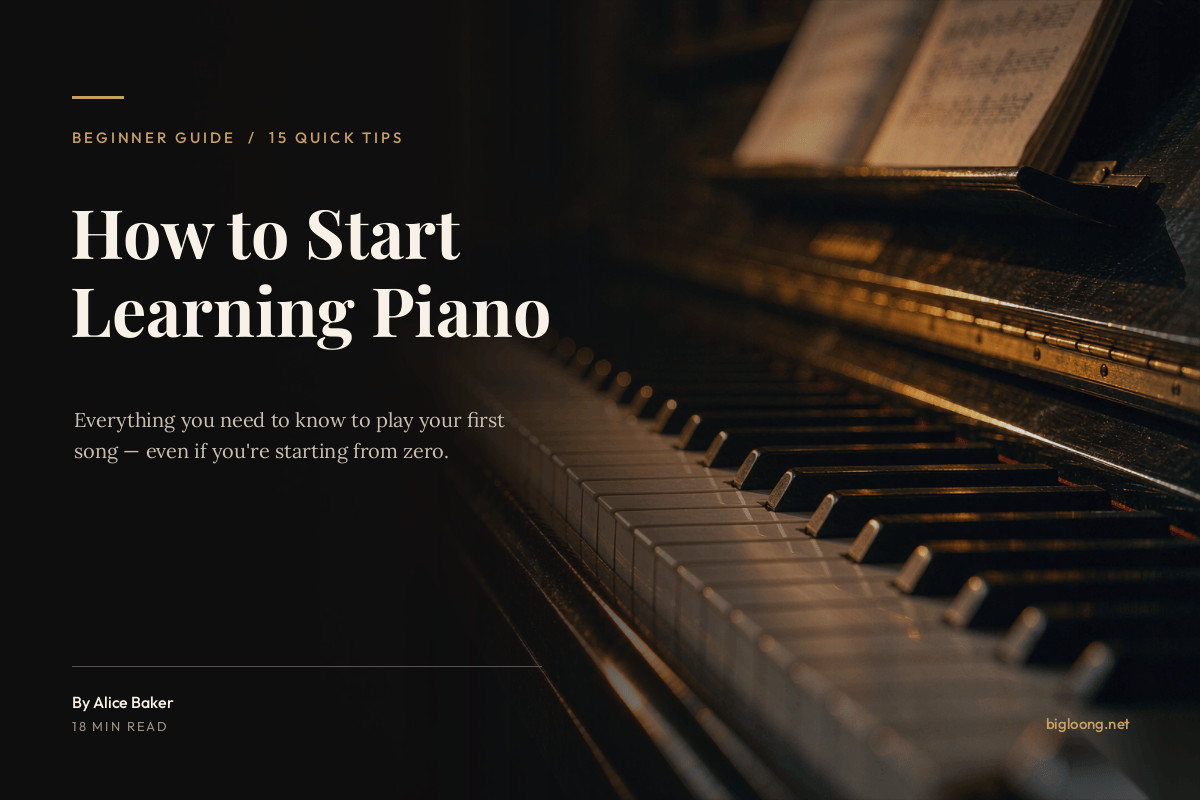 BEGINNER GUIDE / 15 QUICK TIPS
How to Start
Learning Piano
Everything you need to know to play your first
song — even if you're starting from zero.
By Alice Baker
18 MIN READ
bigloong.net